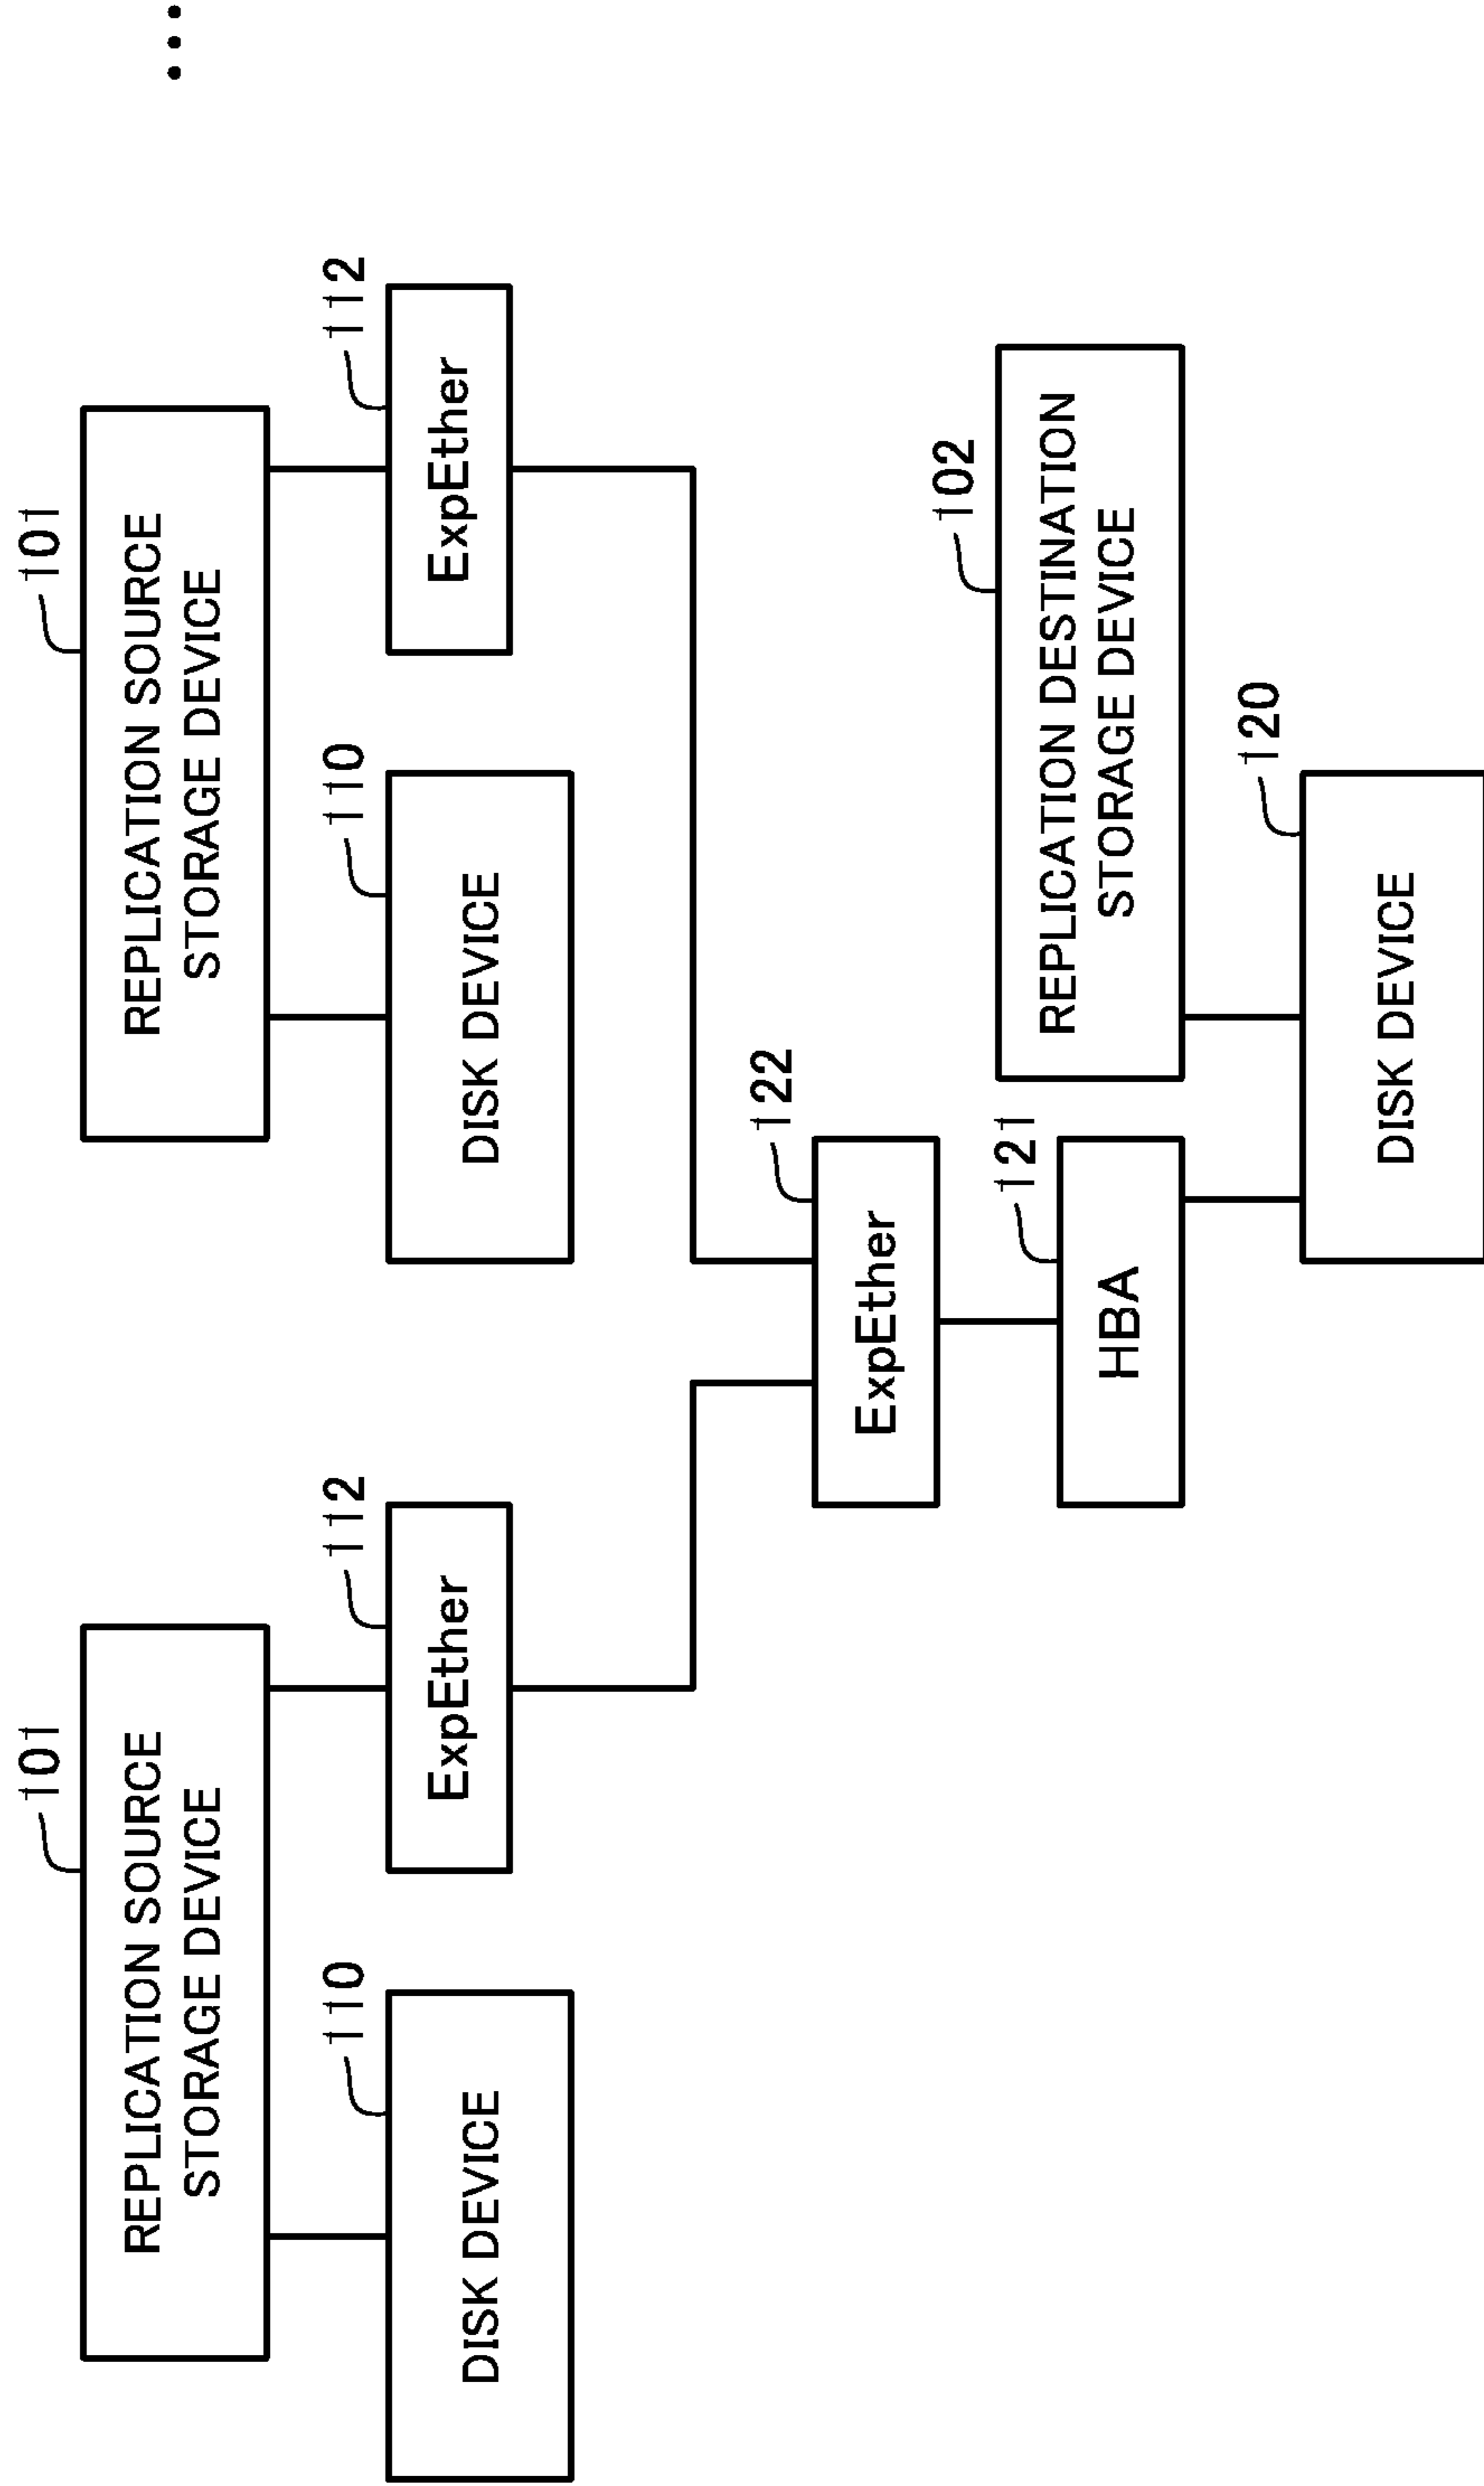 101
REPLICATION SOURCE
STORAGE DEVICE
101
REPLICATION SOURCE
STORAGE DEVICE
...
110
DISK DEVICE
112
ExpEther
110
DISK DEVICE
112
ExpEther
122
ExpEther
102
REPLICATION DESTINATION
STORAGE DEVICE
121
HBA
120
DISK DEVICE